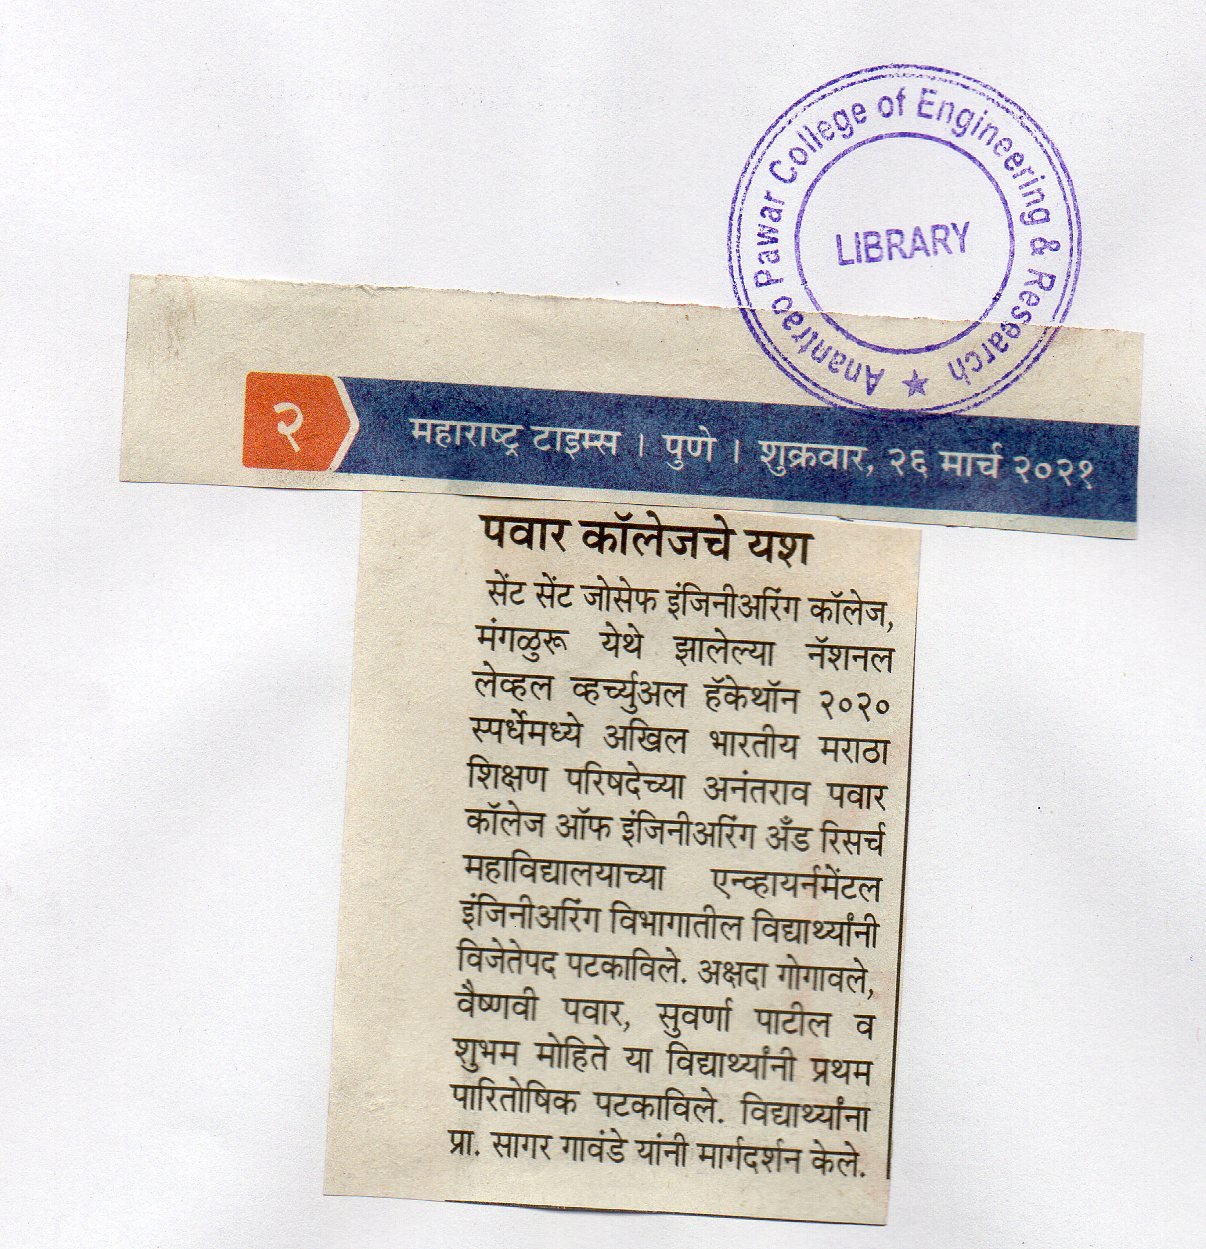 Anantrao Pawar College of Engineering & Research ★
LIBRARY
२ महाराष्ट्र टाइम्स । पुणे । शुक्रवार, २६ मार्च २०२१
पवार कॉलेजचे यश
सेंट सेंट जोसेफ इंजिनीअरिंग कॉलेज,
मंगळुरू येथे झालेल्या नॅशनल
लेव्हल व्हर्च्युअल हॅकेथॉन २०२०
स्पर्धेमध्ये अखिल भारतीय मराठा
शिक्षण परिषदेच्या अनंतराव पवार
कॉलेज ऑफ इंजिनीअरिंग अँड रिसर्च
महाविद्यालयाच्या एन्व्हायर्नमेंटल
इंजिनीअरिंग विभागातील विद्यार्थ्यांनी
विजेतेपद पटकाविले. अक्षदा गोगावले,
वैष्णवी पवार, सुवर्णा पाटील व
शुभम मोहिते या विद्यार्थ्यांनी प्रथम
पारितोषिक पटकाविले. विद्यार्थ्यांना
प्रा. सागर गावंडे यांनी मार्गदर्शन केले.